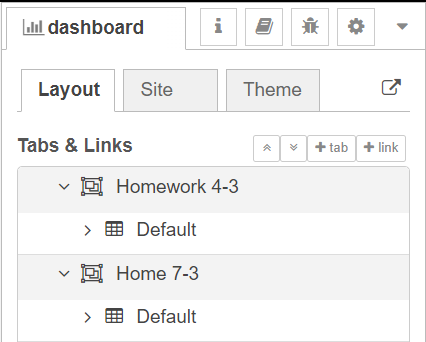 dashboard
Layout Site Theme
Tabs & Links + tab + link
Homework 4-3
Default
Home 7-3
Default